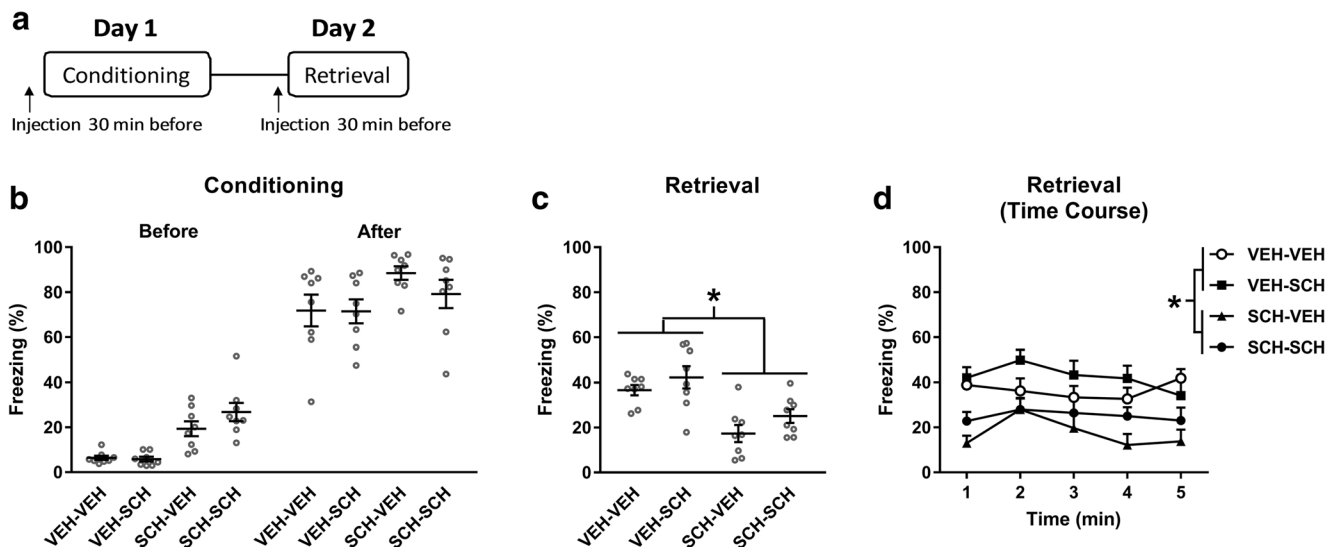 a
Day 1
Day 2
Conditioning
Retrieval
Injection 30 min before
Injection 30 min before
b
Conditioning
Before
After
Freezing (%)
100
80
60
40
20
0
VEH-VEH
VEH-SCH
SCH-VEH
SCH-SCH
VEH-VEH
VEH-SCH
SCH-VEH
SCH-SCH
c
Retrieval
Freezing (%)
100
80
60
40
20
0
*
VEH-VEH
VEH-SCH
SCH-VEH
SCH-SCH
d
Retrieval
(Time Course)
Freezing (%)
100
80
60
40
20
0
1 2 3 4 5
Time (min)
*
VEH-VEH
VEH-SCH
SCH-VEH
SCH-SCH